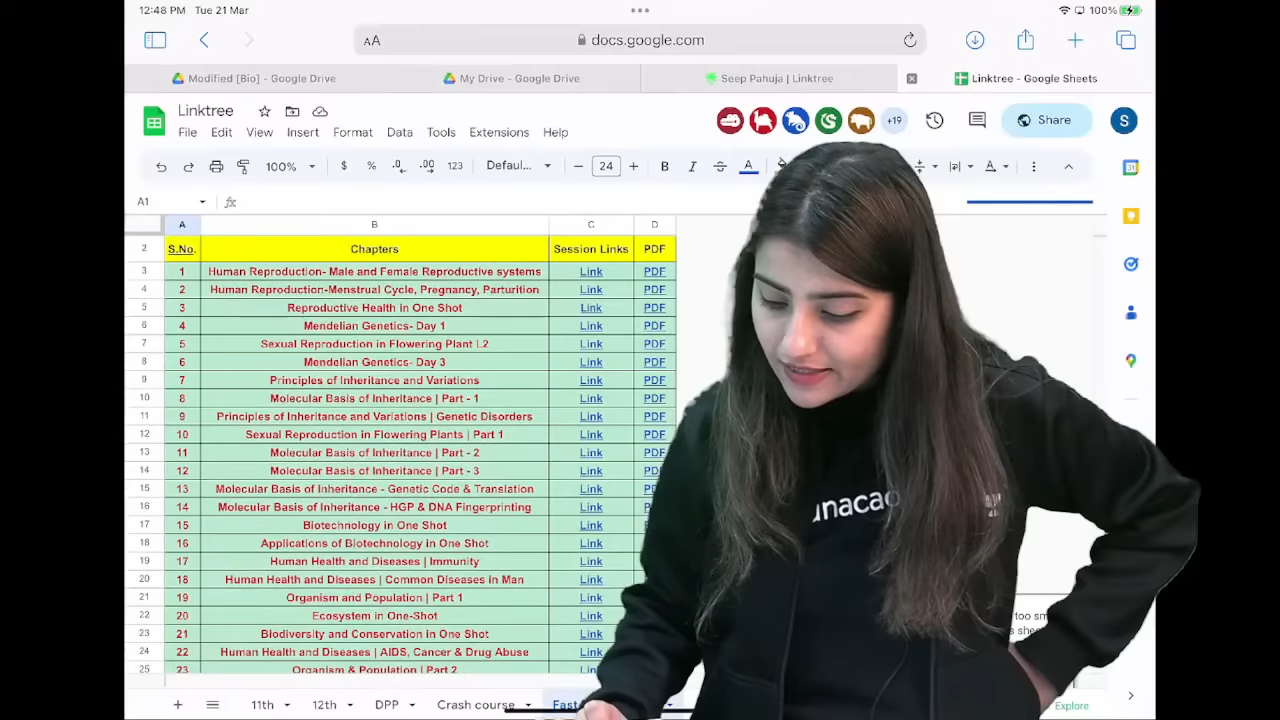 12:48 PM Tue 21 Mar
100%
AA
docs.google.com
Modified [Bio] - Google Drive
My Drive - Google Drive
Seep Pahuja | Linktree
Linktree - Google Sheets
Linktree
+19
Share
S
File Edit View Insert Format Data Tools Extensions Help
100% $ % .0 .00 123 Defaul... − 24 + B I S A
A1 fx
A B C D
2 S.No. Chapters Session Links PDF
3 1 Human Reproduction- Male and Female Reproductive systems Link PDF
4 2 Human Reproduction-Menstrual Cycle, Pregnancy, Parturition Link PDF
5 3 Reproductive Health in One Shot Link PDF
6 4 Mendelian Genetics- Day 1 Link PDF
7 5 Sexual Reproduction in Flowering Plant L2 Link PDF
8 6 Mendelian Genetics- Day 3 Link PDF
9 7 Principles of Inheritance and Variations Link PDF
10 8 Molecular Basis of Inheritance | Part - 1 Link PDF
11 9 Principles of Inheritance and Variations | Genetic Disorders Link PDF
12 10 Sexual Reproduction in Flowering Plants | Part 1 Link PDF
13 11 Molecular Basis of Inheritance | Part - 2 Link PDF
14 12 Molecular Basis of Inheritance | Part - 3 Link PDF
15 13 Molecular Basis of Inheritance - Genetic Code & Translation Link
16 14 Molecular Basis of Inheritance - HGP & DNA Fingerprinting Link
17 15 Biotechnology in One Shot Link
18 16 Applications of Biotechnology in One Shot Link
19 17 Human Health and Diseases | Immunity Link
20 18 Human Health and Diseases | Common Diseases in Man Link
21 19 Organism and Population | Part 1 Link
22 20 Ecosystem in One-Shot Link
23 21 Biodiversity and Conservation in One Shot Link
24 22 Human Health and Diseases | AIDS, Cancer & Drug Abuse Link
25 23 Organism & Population | Part 2
unaca
too sm
11th 12th DPP Crash course Fast
Explore